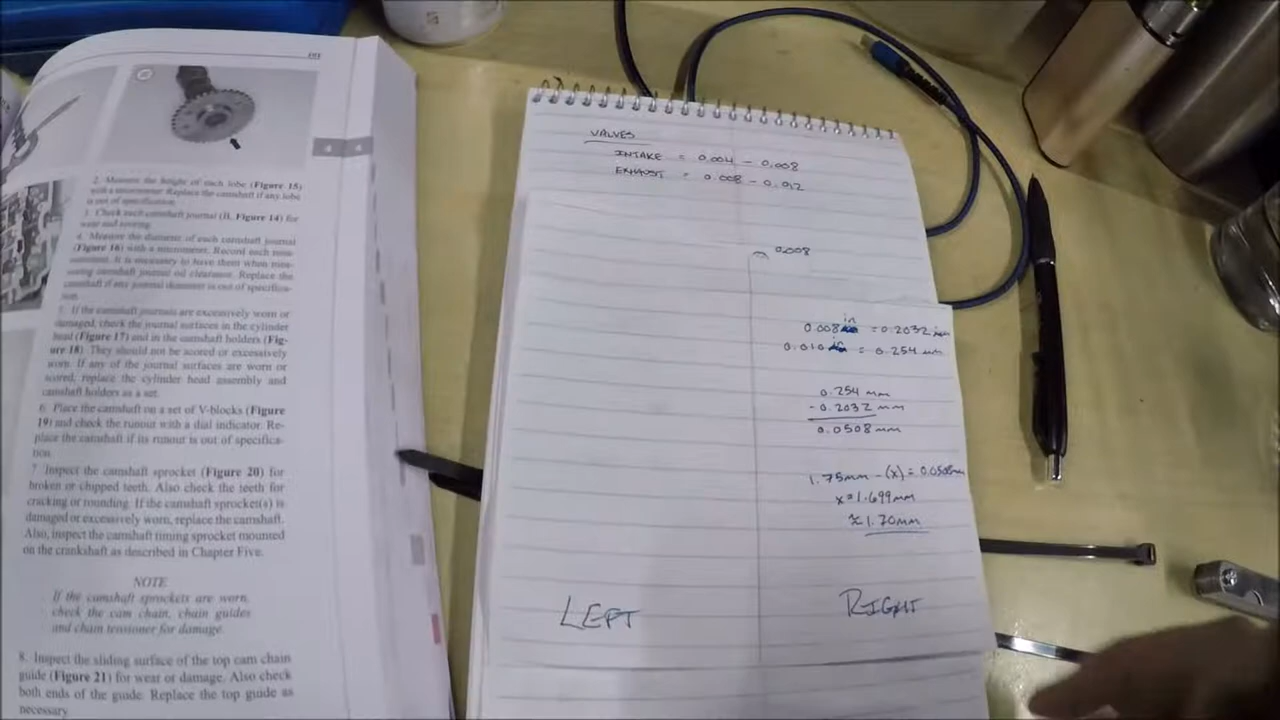 2. Measure the height of each lobe (Figure 15)
with a micrometer. Replace the camshaft if any lobe
is out of specification.
3. Check each camshaft journal (B, Figure 14) for
wear and scoring.
4. Measure the diameter of each camshaft journal
(Figure 16) with a micrometer. Record each mea-
surement. It is necessary to have them when mea-
suring camshaft journal oil clearance. Replace the
camshaft if any journal diameter is out of specifica-
tion.
5. If the camshaft journals are excessively worn or
damaged, check the journal surfaces in the cylinder
head (Figure 17) and in the camshaft holders (Fig-
ure 18). They should not be scored or excessively
worn. If any of the journal surfaces are worn or
scored, replace the cylinder head assembly and
camshaft holders as a set.
6. Place the camshaft on a set of V-blocks (Figure
19) and check the runout with a dial indicator. Re-
place the camshaft if its runout is out of specifica-
tion.
7. Inspect the camshaft sprocket (Figure 20) for
broken or chipped teeth. Also check the teeth for
cracking or rounding. If the camshaft sprocket(s) is
damaged or excessively worn, replace the camshaft.
Also, inspect the camshaft timing sprocket mounted
on the crankshaft as described in Chapter Five.
NOTE
If the camshaft sprockets are worn,
check the cam chain, chain guides
and chain tensioner for damage.
8. Inspect the sliding surface of the top cam chain
guide (Figure 21) for wear or damage. Also check
both ends of the guide. Replace the top guide as
necessary
VALVES
INTAKE = 0.004 - 0.008
EXHAUST = 0.008 - 0.012
0.008
0.008 in = 0.2032 mm
0.010 in = 0.254 mm
0.254 mm
- 0.2032 mm
0.0508 mm
1.75mm - (x) = 0.0508mm
x = 1.699mm
≈ 1.70mm
LEFT
RIGHT